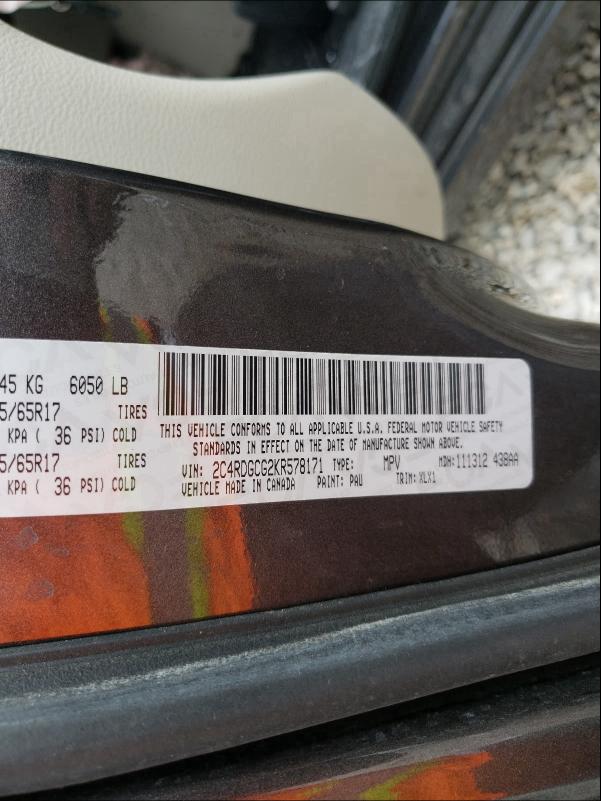 45 KG 6050 LB
5/65R17 TIRES
KPA ( 36 PSI) COLD
5/65R17 TIRES
KPA ( 36 PSI) COLD
THIS VEHICLE CONFORMS TO ALL APPLICABLE U.S.A. FEDERAL MOTOR VEHICLE SAFETY
STANDARDS IN EFFECT ON THE DATE OF MANUFACTURE SHOWN ABOVE.
VIN: 2C4RDGCG2KR578171 TYPE: MPV MDH:111312 438AA
VEHICLE MADE IN CANADA PAINT: PAU TRIM: XLX1